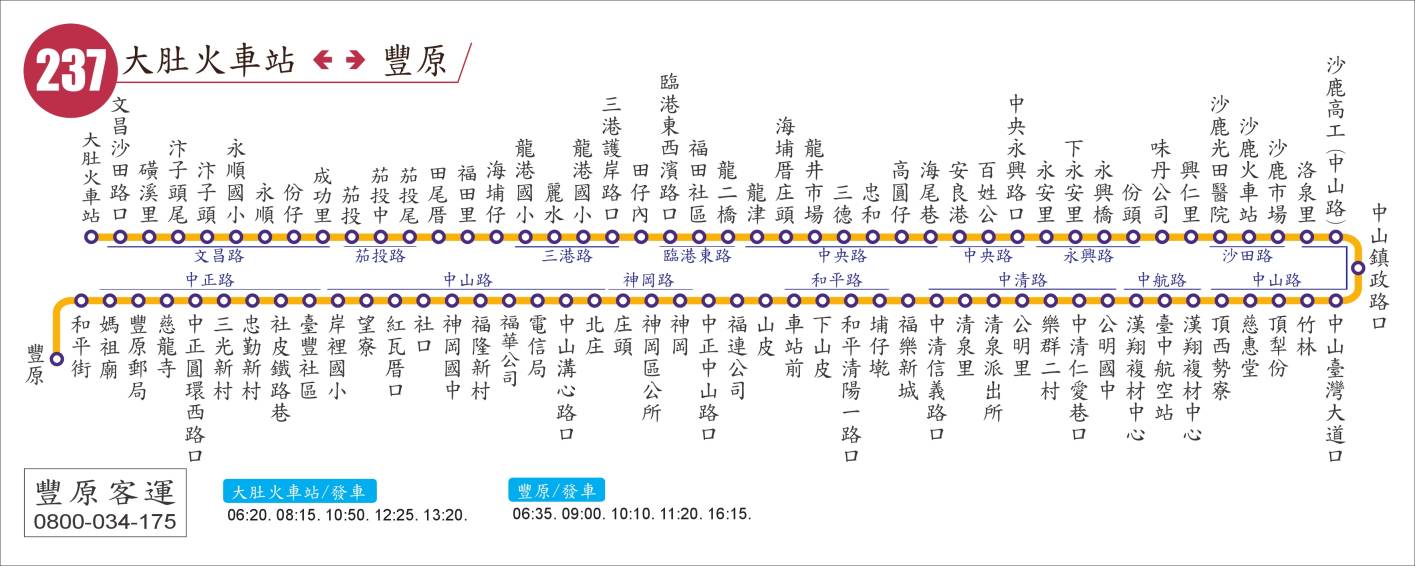 237 大肚火車站 ↔ 豐原
大肚火車站
文昌沙田路口
磺溪里
汴子頭尾
汴子頭
永順國小
永順
份仔
成功里
茄投
茄投中
茄投尾
田尾厝
福田里
海埔仔
龍港國小
麗水
龍港國小
三港護岸路口
田仔內
臨港東西濱路口
福田社區
龍二橋
龍津
海埔厝庄頭
龍井市場
三德
忠和
高圓仔
海尾巷
安良港
百姓公
中央永興路口
永安里
下永安里
永興橋
份頭
味丹公司
興仁里
沙鹿光田醫院
沙鹿火車站
沙鹿市場
洛泉里
沙鹿高工(中山路)
中山鎮政路口
文昌路
茄投路
三港路
臨港東路
中央路
中央路
永興路
沙田路
中正路
中山路
神岡路
和平路
中清路
中航路
中山路
豐原
和平街
媽祖廟
豐原郵局
慈龍寺
中正圓環西路口
三光新村
忠勤新村
社皮鐵路巷
臺豐社區
岸裡國小
望寮
紅瓦厝口
社口
神岡國中
福隆新村
福華公司
電信局
中山溝心路口
北庄
庄頭
神岡區公所
神岡
中正中山路口
福連公司
山皮
車站前
下山皮
和平清陽一路口
埔仔墘
福樂新城
中清信義路口
清泉里
清泉派出所
公明里
樂群二村
中清仁愛巷口
公明國中
漢翔複材中心
臺中航空站
漢翔複材中心
頂西勢寮
慈惠堂
頂犁份
竹林
中山臺灣大道口
豐原客運
0800-034-175
大肚火車站/發車
06:20. 08:15. 10:50. 12:25. 13:20.
豐原/發車
06:35. 09:00. 10:10. 11:20. 16:15.